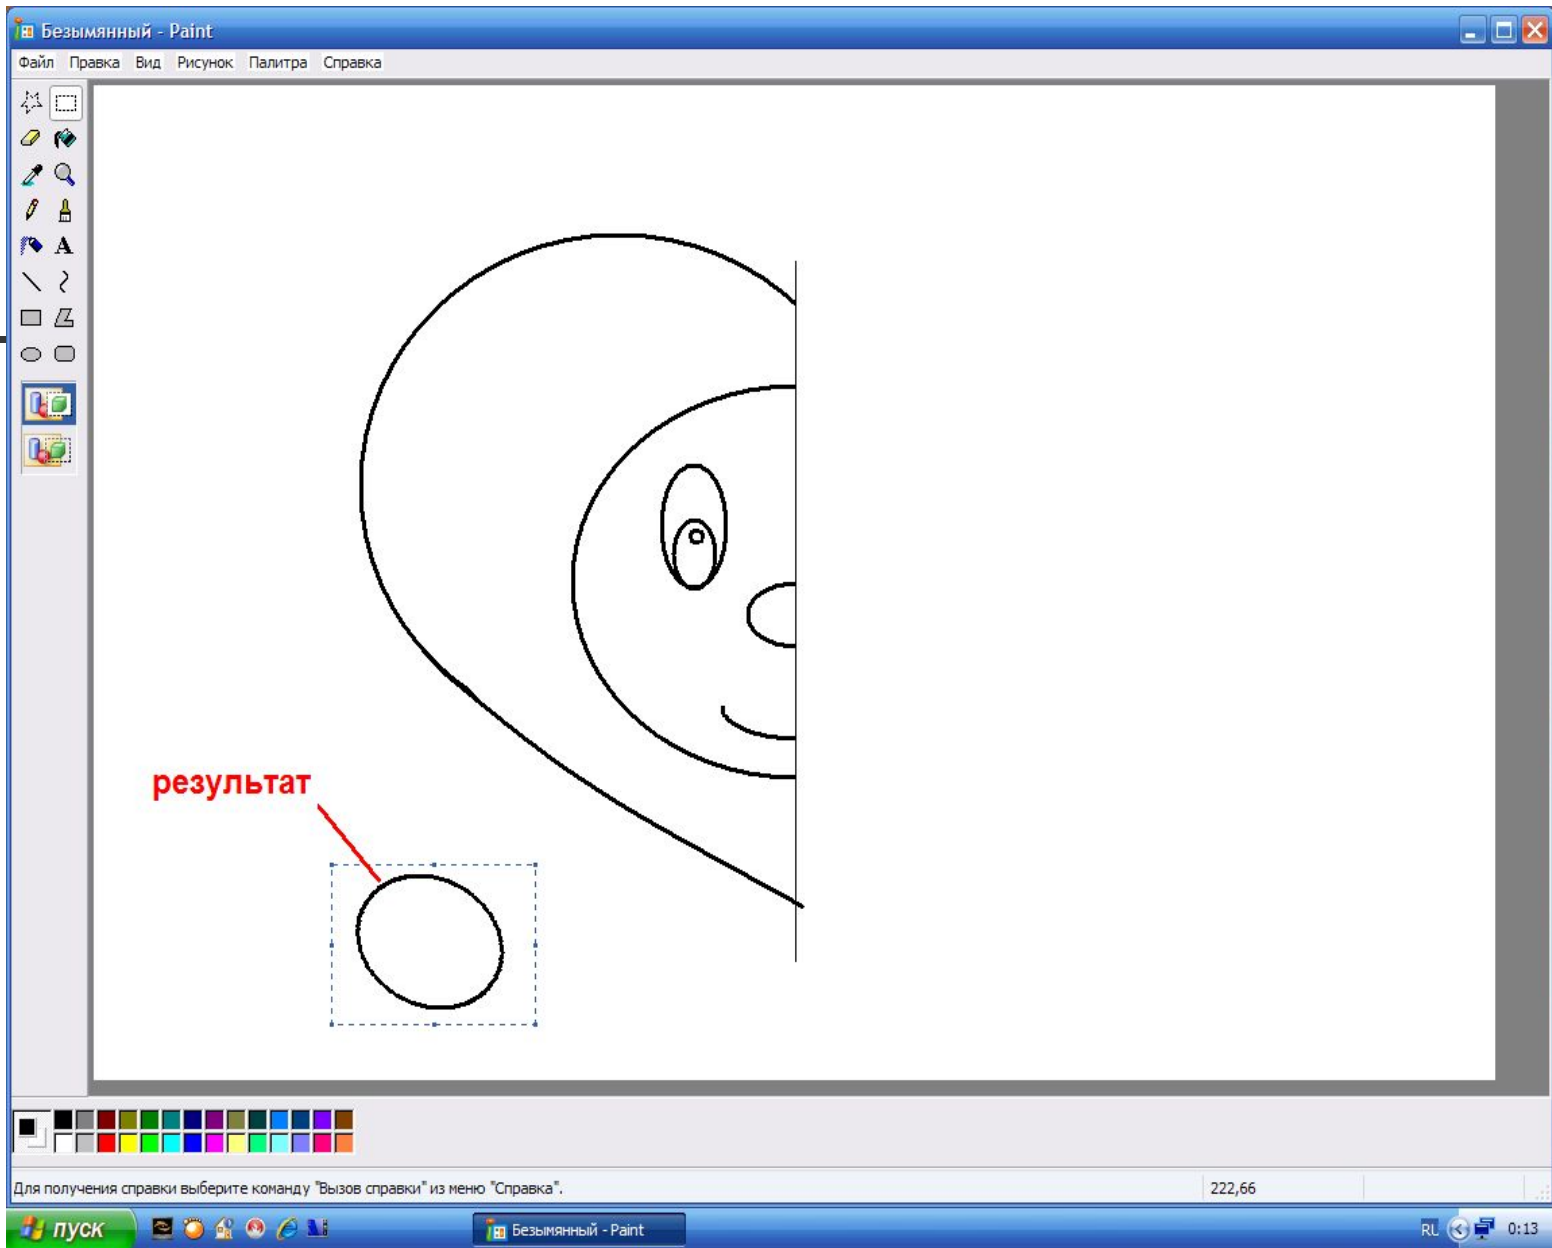 Безымянный - Paint
Файл Правка Вид Рисунок Палитра Справка
A
результат
Для получения справки выберите команду "Вызов справки" из меню "Справка".
222,66
пуск
Безымянный - Paint
RL
0:13